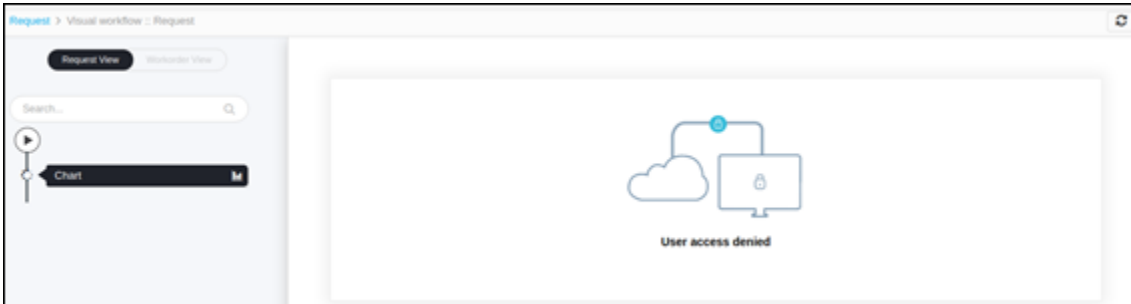 Request > Visual workflow :: Request
Request View Workorder View
Search...
Chart
User access denied